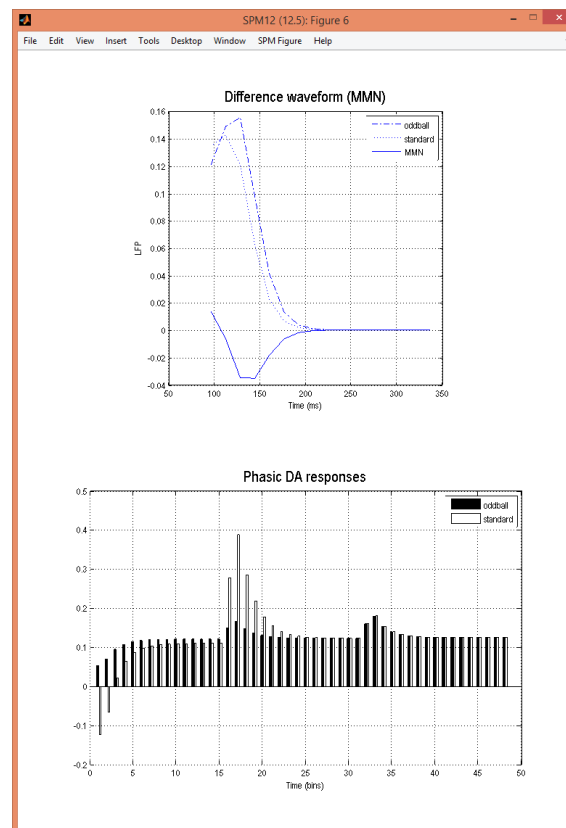 SPM12 (12.5): Figure 6
File Edit View Insert Tools Desktop Window SPM Figure Help
Difference waveform (MMN)
0.16
0.14
0.12
0.1
0.08
0.06
0.04
0.02
0
-0.02
-0.04
LFP
oddball
standard
MMN
50 100 150 200 250 300 350
Time (ms)
Phasic DA responses
0.5
0.4
0.3
0.2
0.1
0
-0.1
-0.2
oddball
standard
0 5 10 15 20 25 30 35 40 45 50
Time (bins)